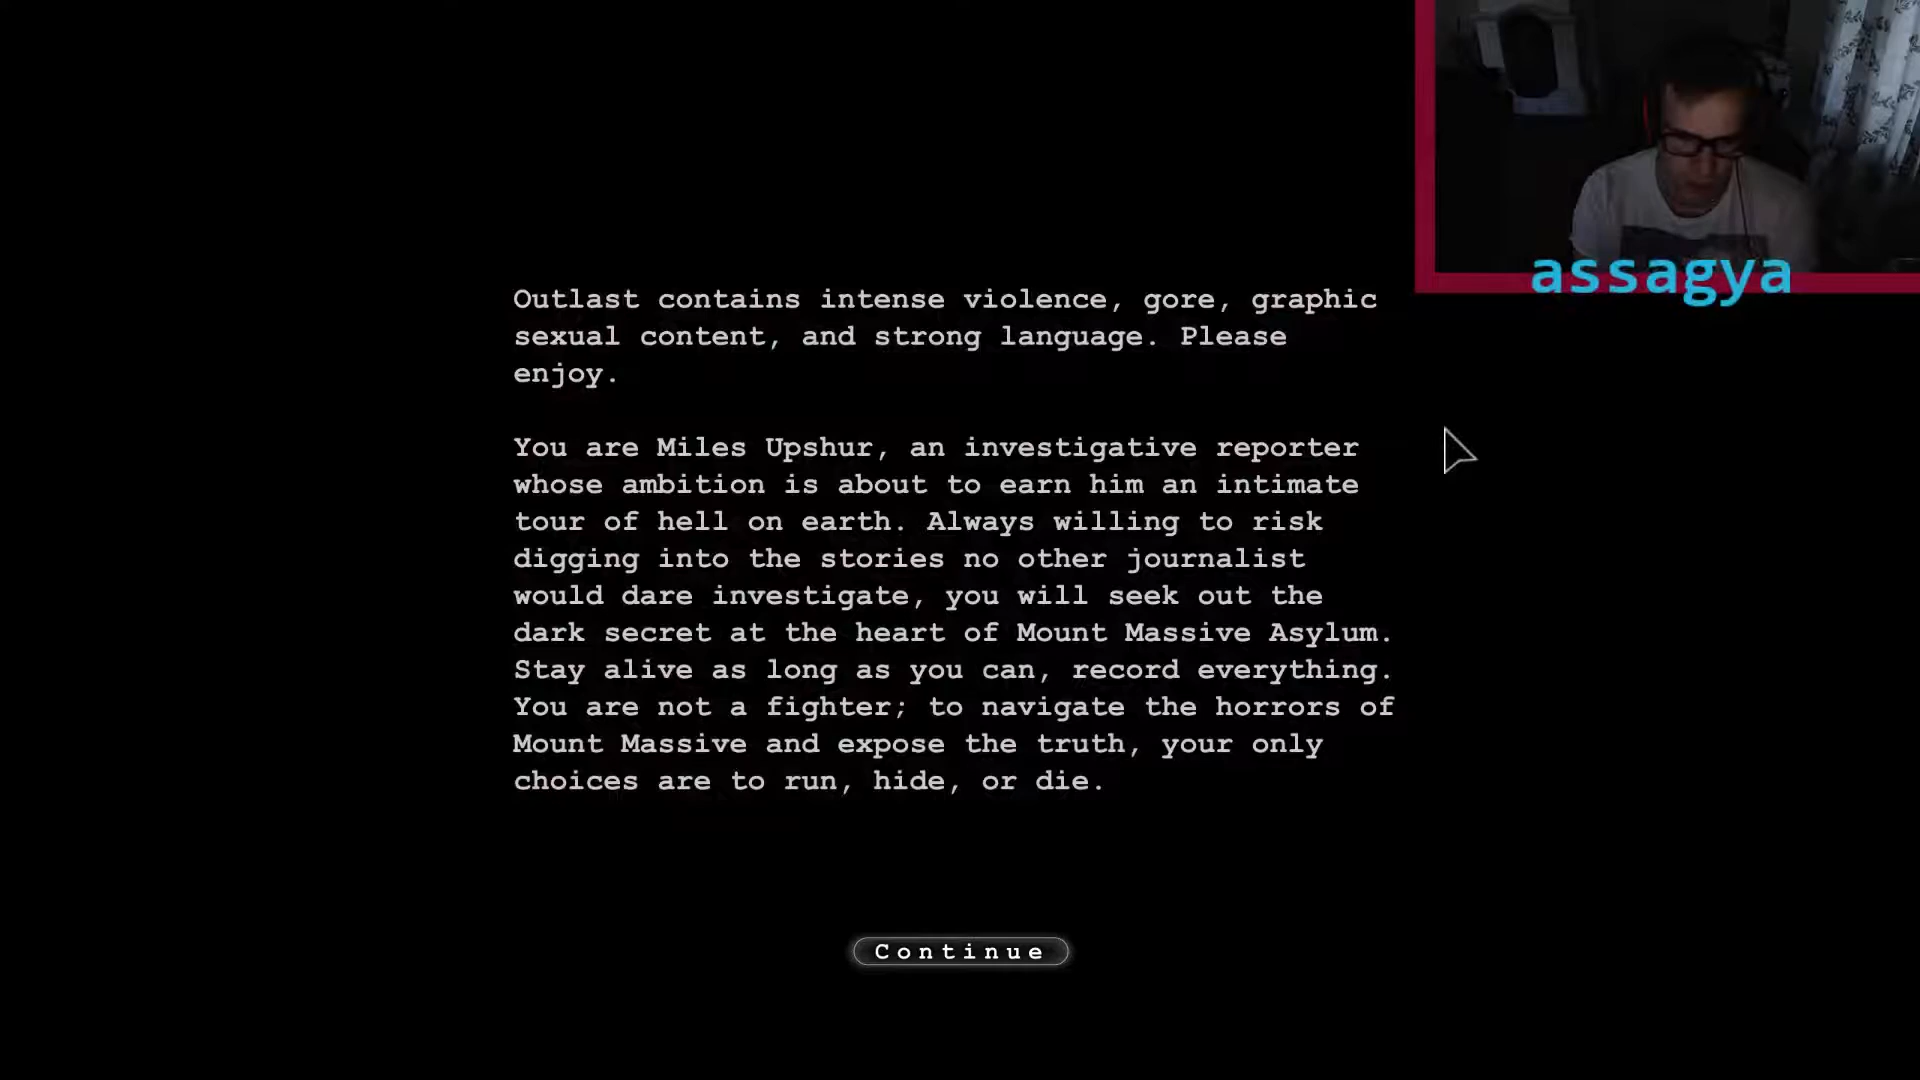 assagya
Outlast contains intense violence, gore, graphic
sexual content, and strong language. Please
enjoy.
You are Miles Upshur, an investigative reporter
whose ambition is about to earn him an intimate
tour of hell on earth. Always willing to risk
digging into the stories no other journalist
would dare investigate, you will seek out the
dark secret at the heart of Mount Massive Asylum.
Stay alive as long as you can, record everything.
You are not a fighter; to navigate the horrors of
Mount Massive and expose the truth, your only
choices are to run, hide, or die.
Continue